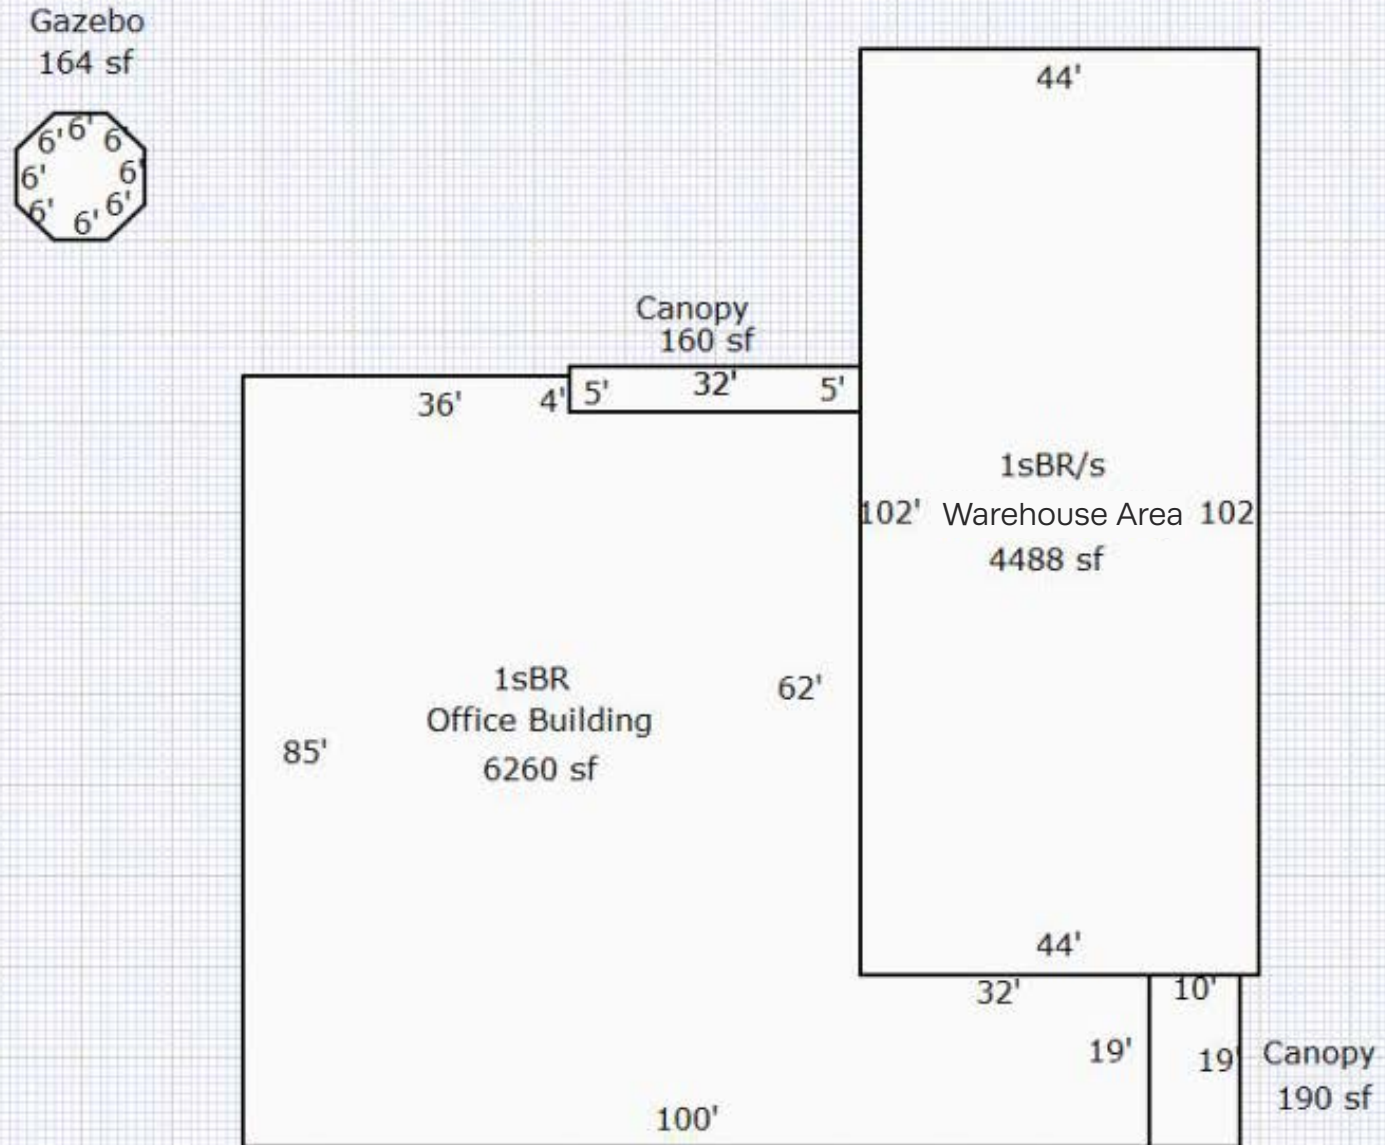 Gazebo
164 sf
6'
6'
6'
6'
6'
6'
6'
6'
44'
Canopy
160 sf
36'
4'
5'
32'
5'
1sBR/s
102'
Warehouse Area
102
4488 sf
1sBR
Office Building
6260 sf
62'
85'
44'
32'
10'
19'
19'
Canopy
190 sf
100'